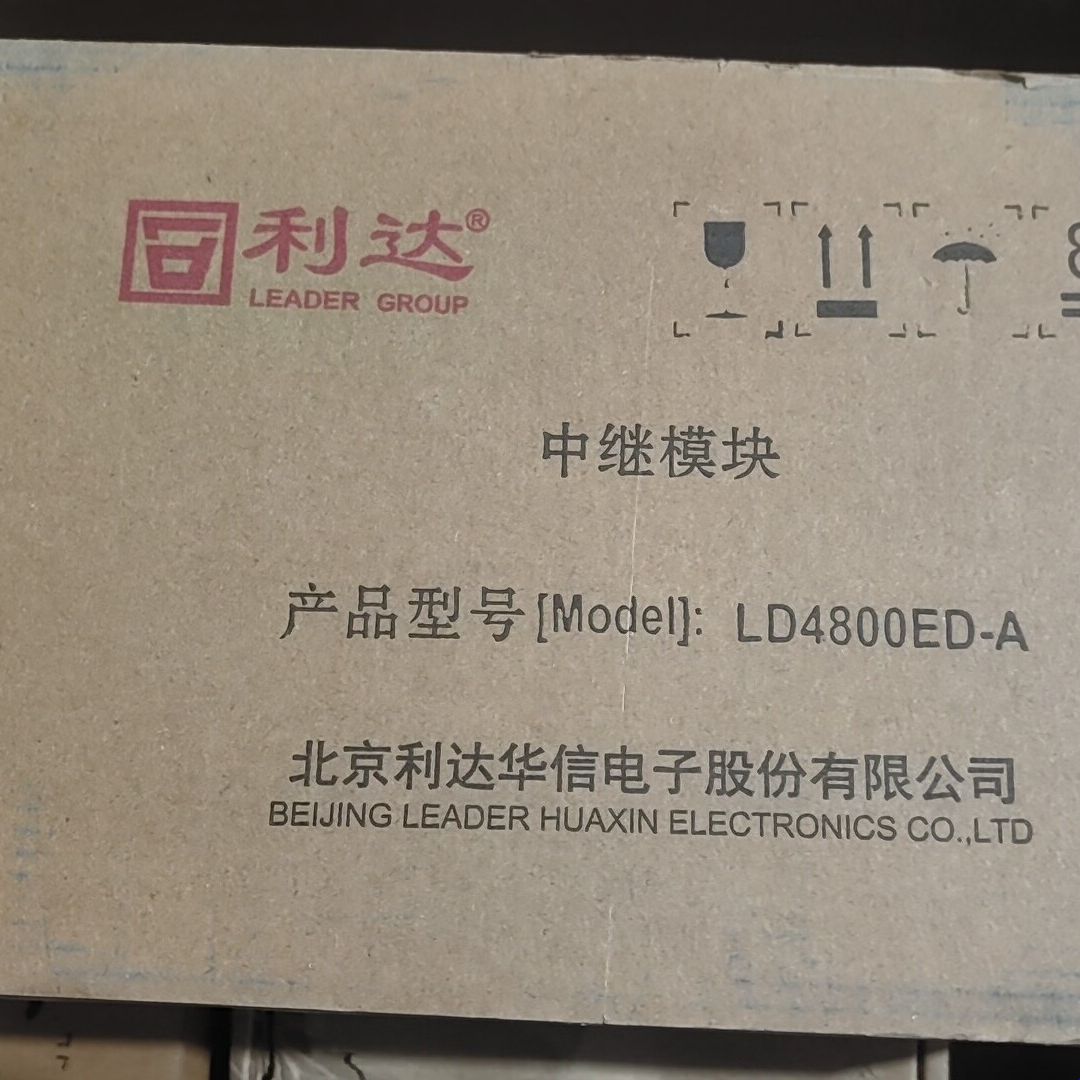 利达®
LEADER GROUP
中继模块
产品型号[Model]: LD4800ED-A
北京利达华信电子股份有限公司
BEIJING LEADER HUAXIN ELECTRONICS CO.,LTD